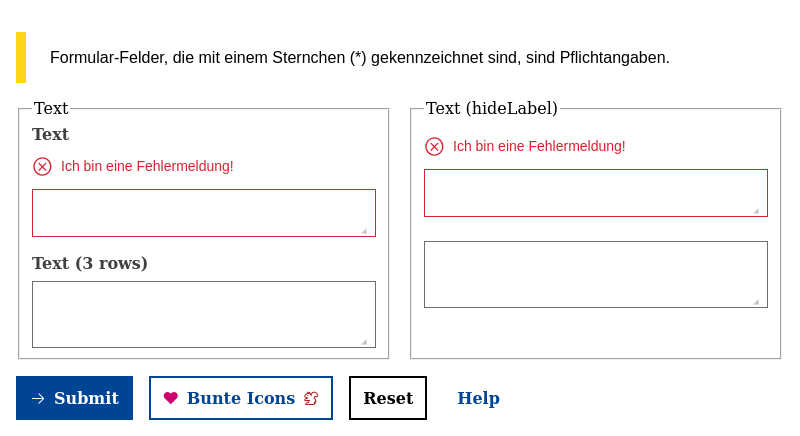 Formular-Felder, die mit einem Sternchen (*) gekennzeichnet sind, sind Pflichtangaben.
Text
Text
Ich bin eine Fehlermeldung!
Text (3 rows)
Text (hideLabel)
Ich bin eine Fehlermeldung!
Submit
Bunte Icons
Reset
Help